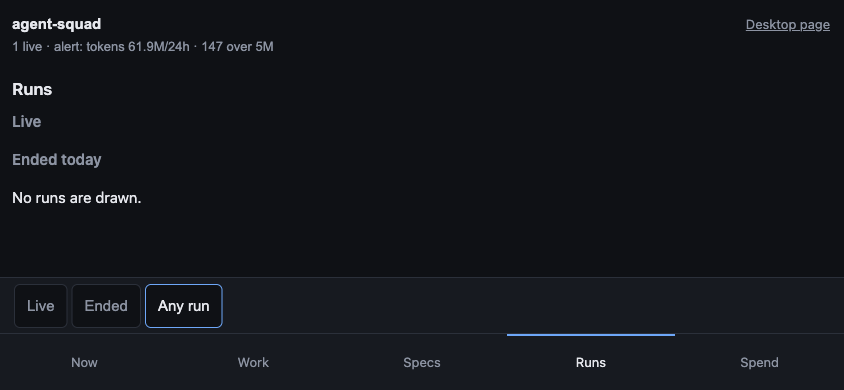 agent-squad
Desktop page
1 live · alert: tokens 61.9M/24h · 147 over 5M
Runs
Live
Ended today
No runs are drawn.
Live
Ended
Any run
Now
Work
Specs
Runs
Spend